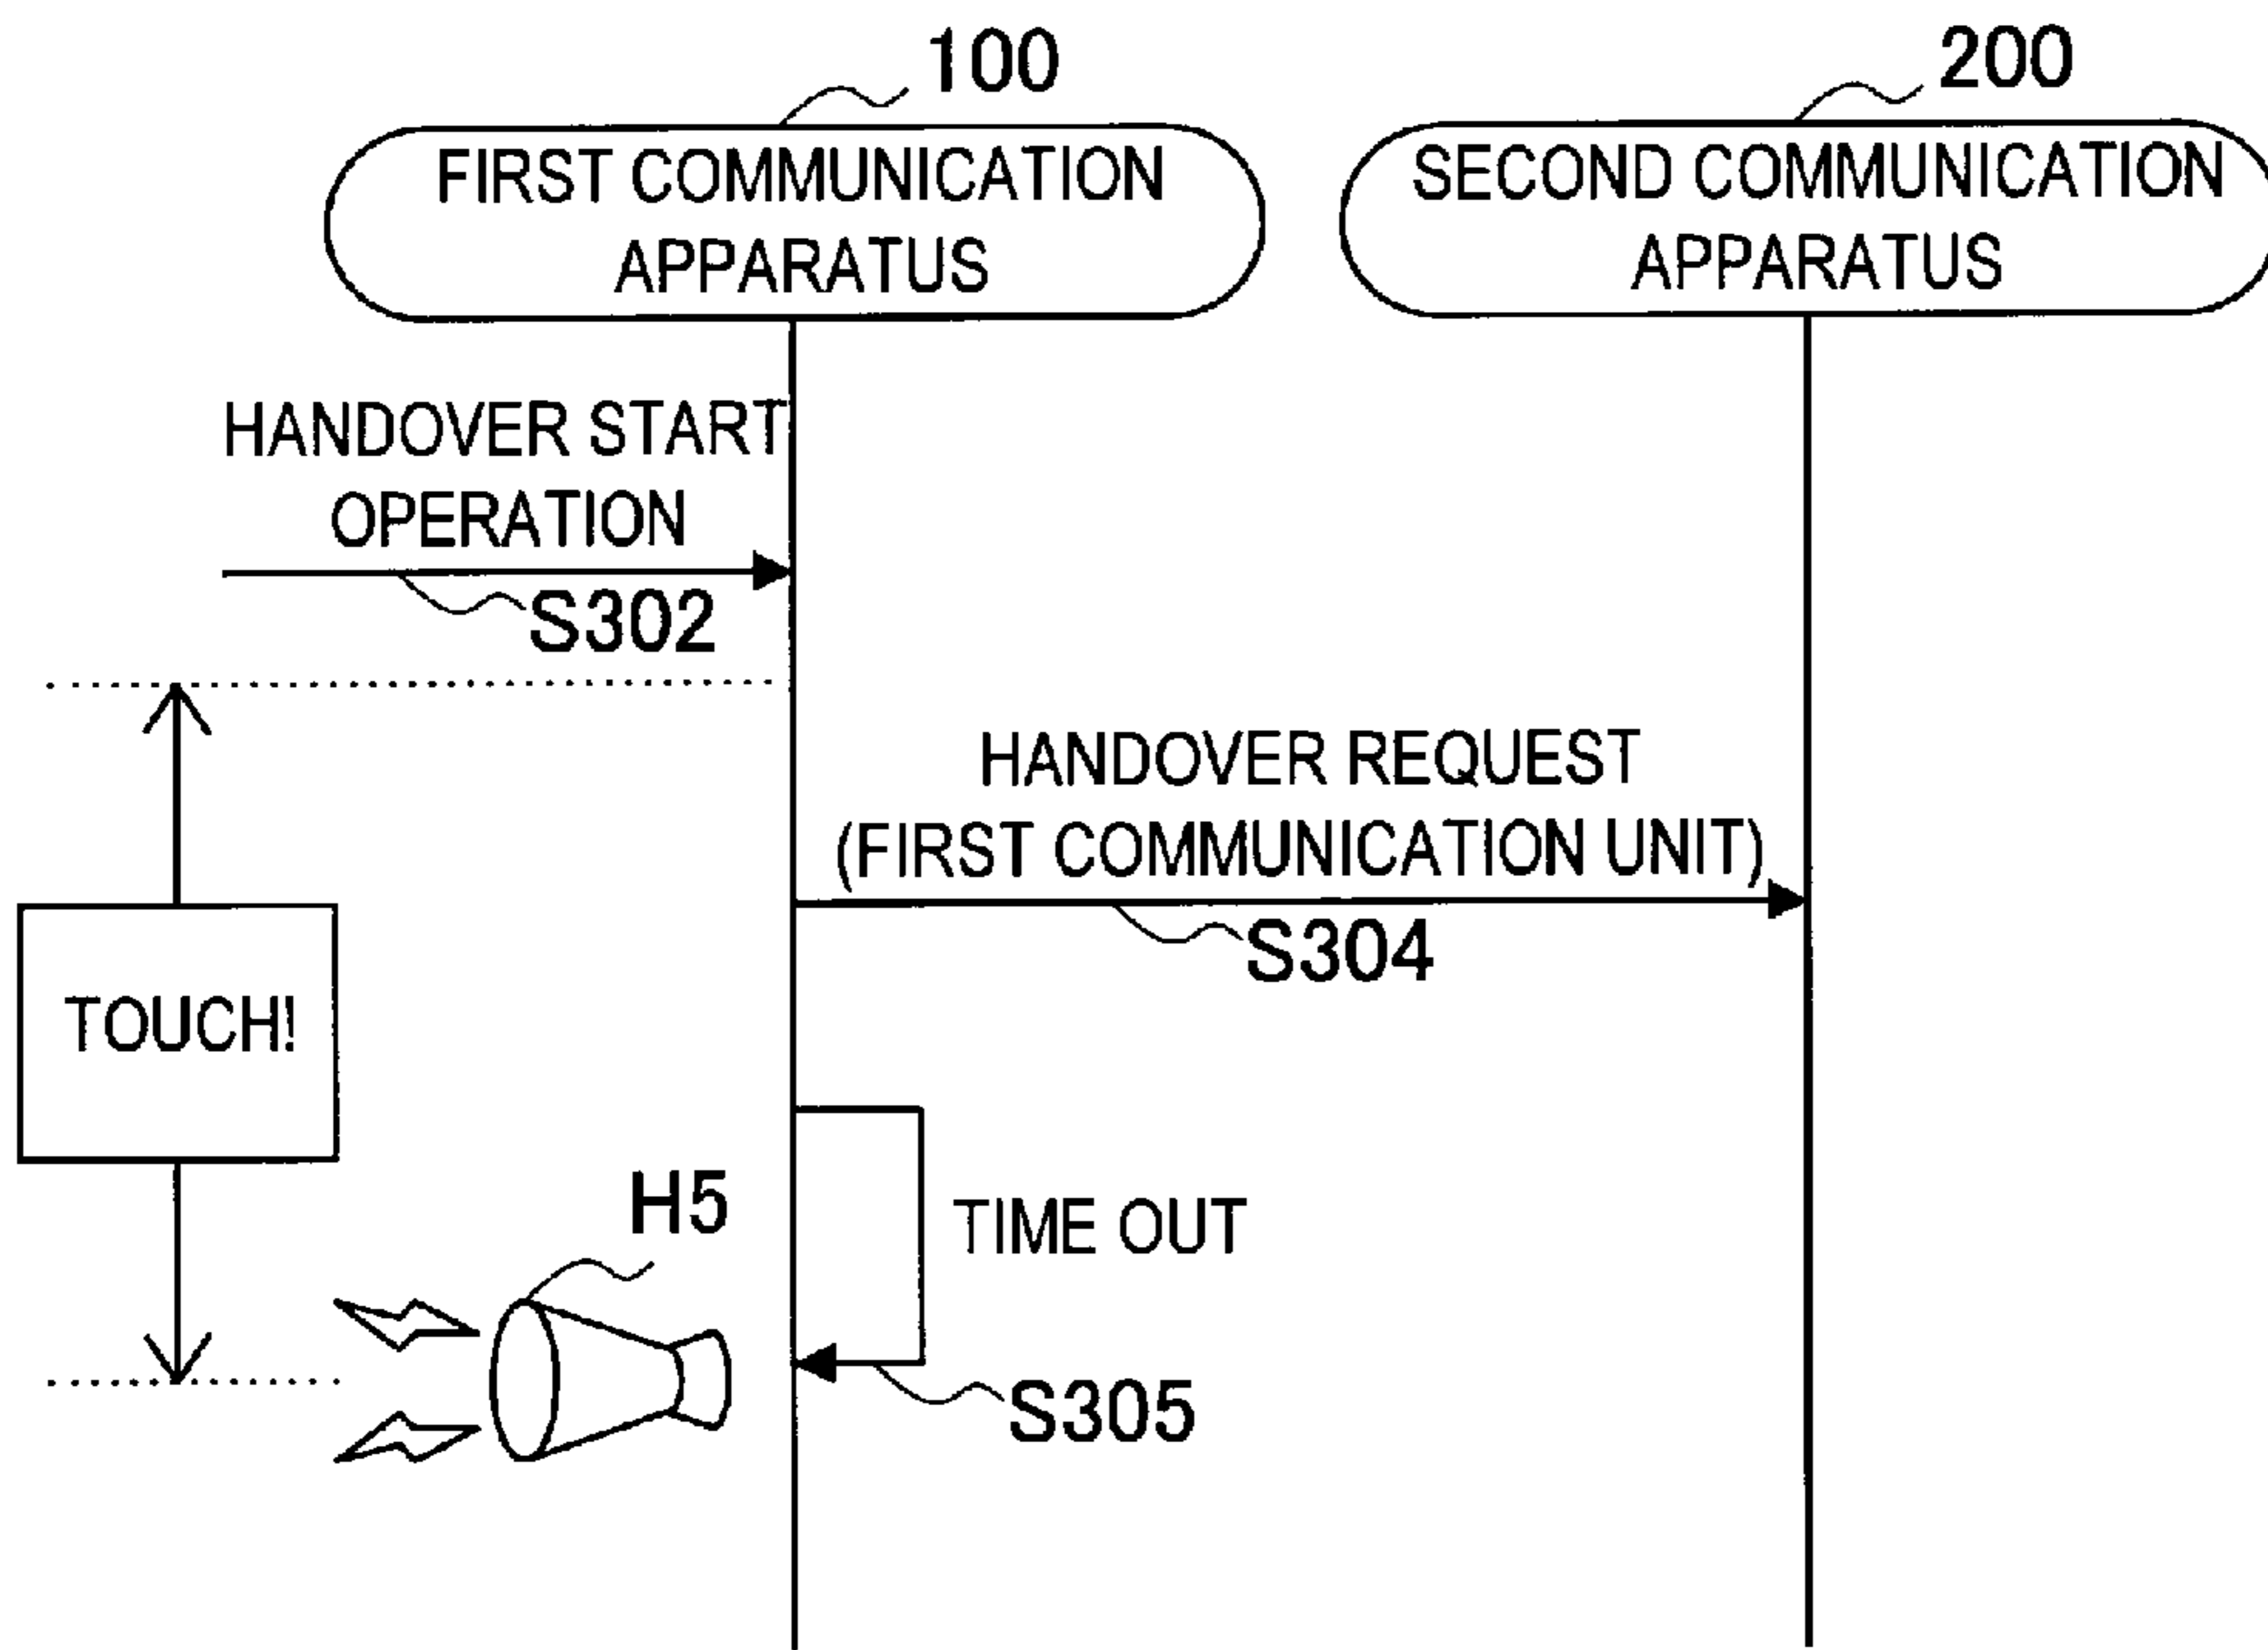 100
200
FIRST COMMUNICATION
APPARATUS
SECOND COMMUNICATION
APPARATUS
HANDOVER START
OPERATION
S302
HANDOVER REQUEST
(FIRST COMMUNICATION UNIT)
S304
TOUCH!
H5
TIME OUT
S305